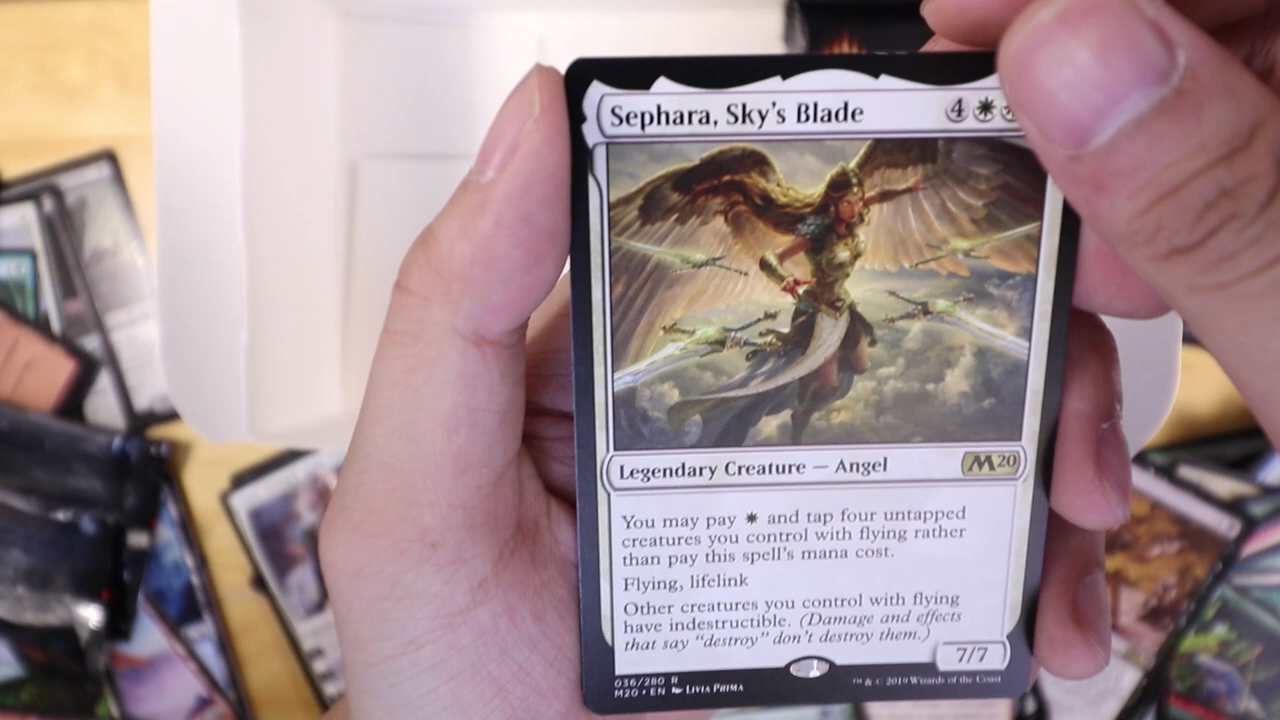 Sephara, Sky's Blade 4
Legendary Creature — Angel M20
You may pay and tap four untapped
creatures you control with flying rather
than pay this spell's mana cost.
Flying, lifelink
Other creatures you control with flying
have indestructible. (Damage and effects
that say "destroy" don't destroy them.)
7/7
036/280 R
M20 • EN LIVIA PRIMA
™ & © 2019 Wizards of the Coast